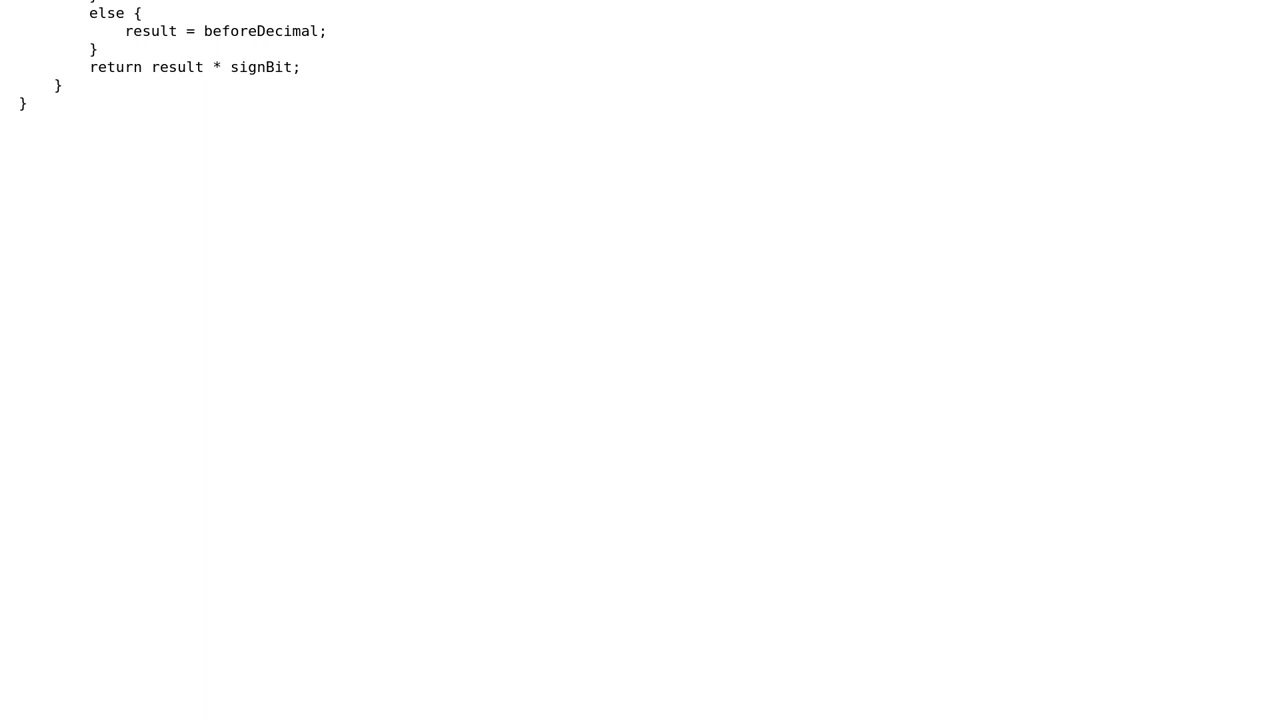 }
else {
result = beforeDecimal;
}
return result * signBit;
}
}